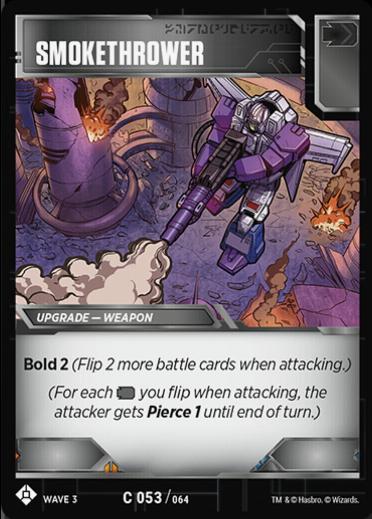 SMOKETHROWER
UPGRADE — WEAPON
Bold 2 (Flip 2 more battle cards when attacking.)
(For each you flip when attacking, the
attacker gets Pierce 1 until end of turn.)
WAVE 3
C 053/064
TM & © Hasbro. © Wizards.